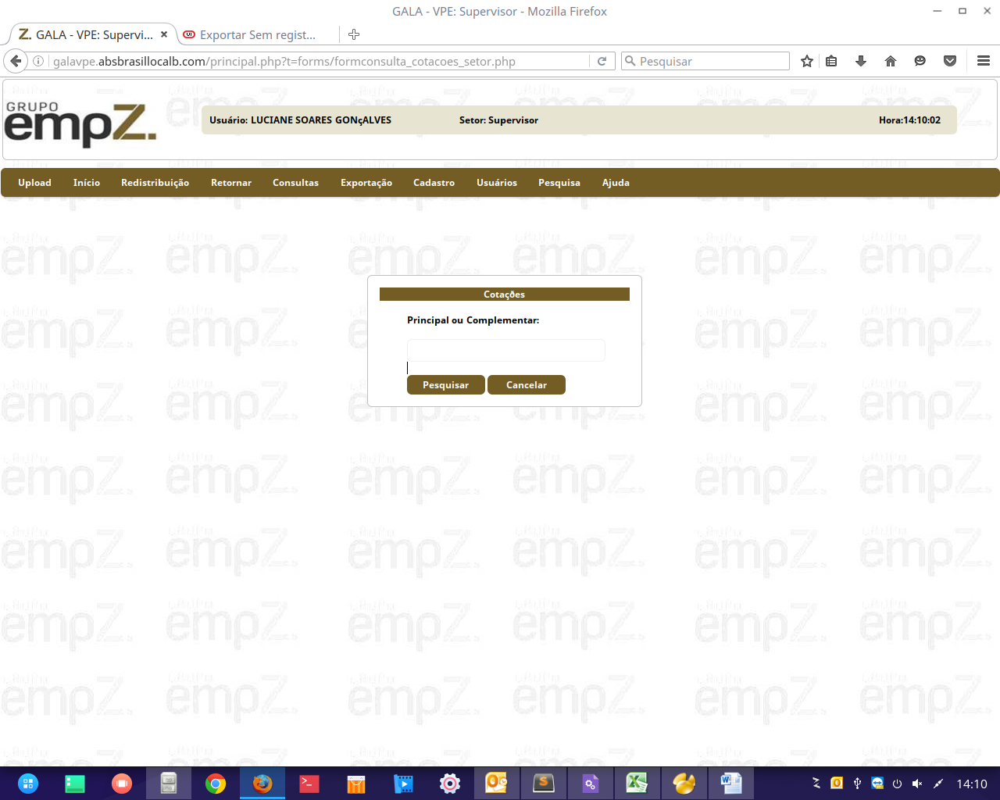 GALA - VPE: Supervisor - Mozilla Firefox
Z. GALA - VPE: Supervi...
Exportar Sem regist...
galavpe.absbrasillocalb.com/principal.php?t=forms/formconsulta_cotacoes_setor.php
Pesquisar
GRUPO
empZ.
Usuário: LUCIANE SOARES GONçALVES
Setor: Supervisor
Hora:14:10:02
Upload Início Redistribuição Retornar Consultas Exportação Cadastro Usuários Pesquisa Ajuda
Cotações
Principal ou Complementar:
Pesquisar Cancelar
14:10